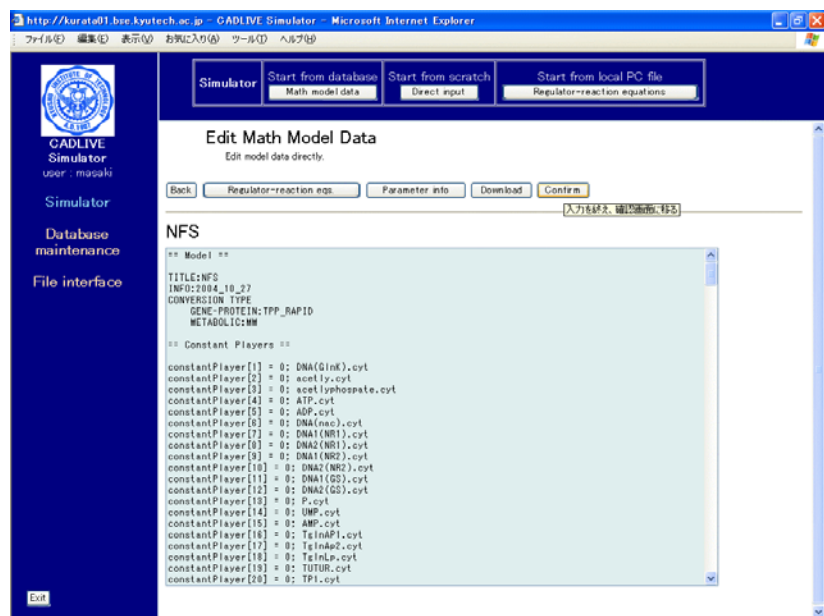 http://kurata01.bse.kyutech.ac.jp - CADLIVE Simulator - Microsoft Internet Explorer
ファイル(F) 編集(E) 表示(V) お気に入り(A) ツール(T) ヘルプ(H)
Simulator
Start from database
Math model data
Start from scratch
Direct input
Start from local PC file
Regulator-reaction equations
CADLIVE
Simulator
user : masaki
Simulator
Database
maintenance
File interface
Exit
Edit Math Model Data
Edit model data directly.
Back Regulator-reaction eqs. Parameter info Download Confirm
入力を終え、確認画面に移る
NFS
== Model ==
TITLE:NFS
INFO:2004_10_27
CONVERSION TYPE
GENE-PROTEIN:TPP_RAPID
METABOLIC:MM
== Constant Players ==
constantPlayer[1] = 0; DNA(GlnK).cyt
constantPlayer[2] = 0; acetly.cyt
constantPlayer[3] = 0; acetlyphospate.cyt
constantPlayer[4] = 0; ATP.cyt
constantPlayer[5] = 0; ADP.cyt
constantPlayer[6] = 0; DNA(nac).cyt
constantPlayer[7] = 0; DNA1(NR1).cyt
constantPlayer[8] = 0; DNA2(NR1).cyt
constantPlayer[9] = 0; DNA1(NR2).cyt
constantPlayer[10] = 0; DNA2(NR2).cyt
constantPlayer[11] = 0; DNA1(GS).cyt
constantPlayer[12] = 0; DNA2(GS).cyt
constantPlayer[13] = 0; P.cyt
constantPlayer[14] = 0; UMP.cyt
constantPlayer[15] = 0; AMP.cyt
constantPlayer[16] = 0; TglnAP1.cyt
constantPlayer[17] = 0; TglnAp2.cyt
constantPlayer[18] = 0; TglnLp.cyt
constantPlayer[19] = 0; TUTUR.cyt
constantPlayer[20] = 0; TP1.cyt